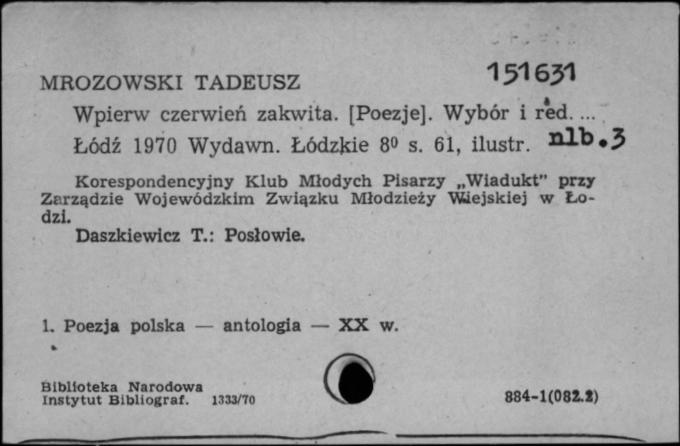 151631
MROZOWSKI TADEUSZ
Wpierw czerwień zakwita. [Poezje]. Wybór i red. ...
Łódź 1970 Wydawn. Łódzkie 8⁰ s. 61, ilustr. nlb. 3
Korespondencyjny Klub Młodych Pisarzy „Wiadukt” przy
Zarządzie Wojewódzkim Związku Młodzieży Wiejskiej w Ło-
dzi.
Daszkiewicz T.: Posłowie.
1. Poezja polska — antologia — XX w.
Biblioteka Narodowa
Instytut Bibliograf. 1333/70
884-1(082.2)